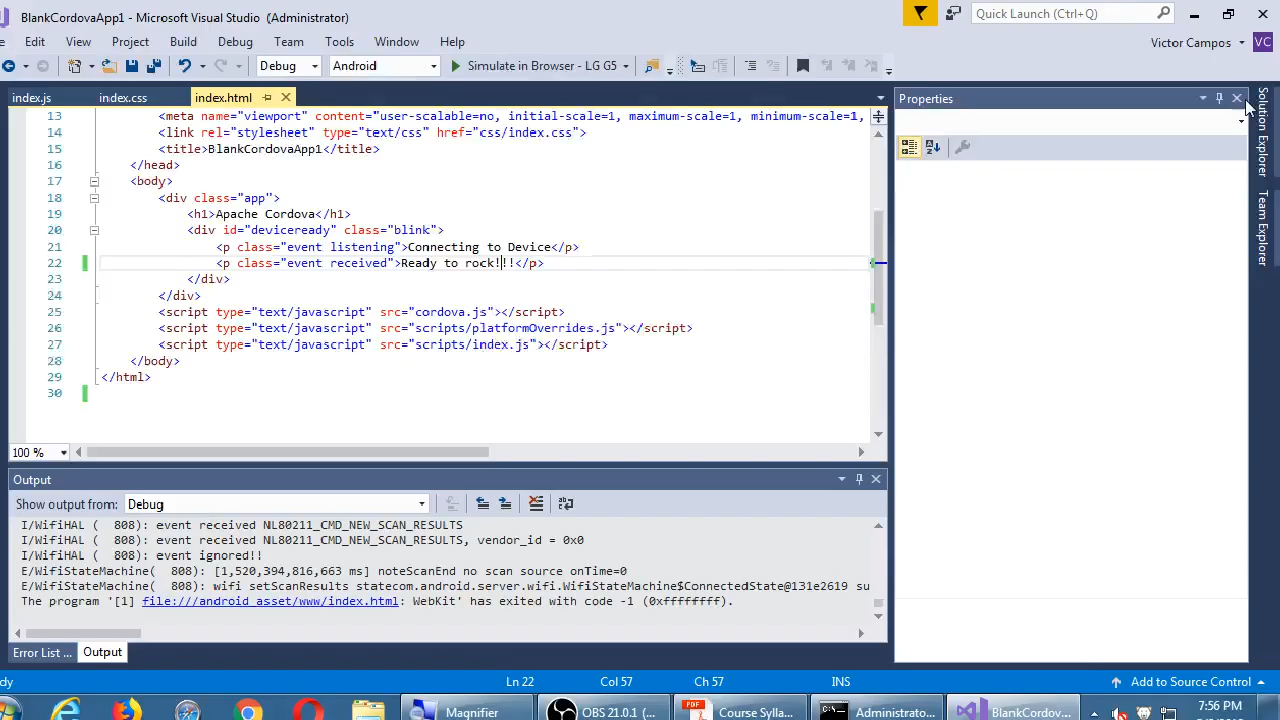 BlankCordovaApp1 - Microsoft Visual Studio (Administrator)
Quick Launch (Ctrl+Q)
Edit View Project Build Debug Team Tools Window Help
Victor Campos VC
Debug Android Simulate in Browser - LG G5
index.js index.css index.html
13 <meta name="viewport" content="user-scalable=no, initial-scale=1, maximum-scale=1, minimum-scale=1,
14 <link rel="stylesheet" type="text/css" href="css/index.css">
15 <title>BlankCordovaApp1</title>
16 </head>
17 <body>
18 <div class="app">
19 <h1>Apache Cordova</h1>
20 <div id="deviceready" class="blink">
21 <p class="event listening">Connecting to Device</p>
22 <p class="event received">Ready to rock!!!</p>
23 </div>
24 </div>
25 <script type="text/javascript" src="cordova.js"></script>
26 <script type="text/javascript" src="scripts/platformOverrides.js"></script>
27 <script type="text/javascript" src="scripts/index.js"></script>
28 </body>
29 </html>
30
100 %
Properties
Solution Explorer
Team Explorer
Output
Show output from: Debug
I/WifiHAL ( 808): event received NL80211_CMD_NEW_SCAN_RESULTS
I/WifiHAL ( 808): event received NL80211_CMD_NEW_SCAN_RESULTS, vendor_id = 0x0
I/WifiHAL ( 808): event ignored!!
E/WifiStateMachine( 808): [1,520,394,816,663 ms] noteScanEnd no scan source onTime=0
E/WifiStateMachine( 808): wifi setScanResults statecom.android.server.wifi.WifiStateMachine$ConnectedState@131e2619 su
The program '[1] file:///android_asset/www/index.html: WebKit' has exited with code -1 (0xffffffff).
Error List ... Output
dy Ln 22 Col 57 Ch 57 INS Add to Source Control
Magnifier OBS 21.0.1 (... Course Sylla... Administrato... BlankCordov... 7:56 PM